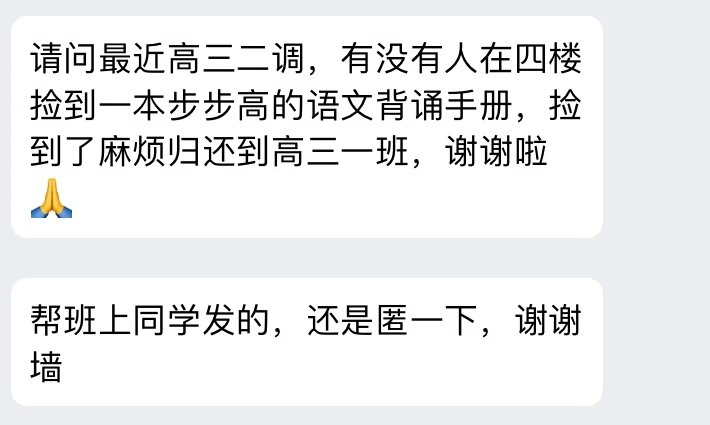 请问最近高三二调，有没有人在四楼
捡到一本步步高的语文背诵手册，捡
到了麻烦归还到高三一班，谢谢啦
🙏
帮班上同学发的，还是匿一下，谢谢
墙